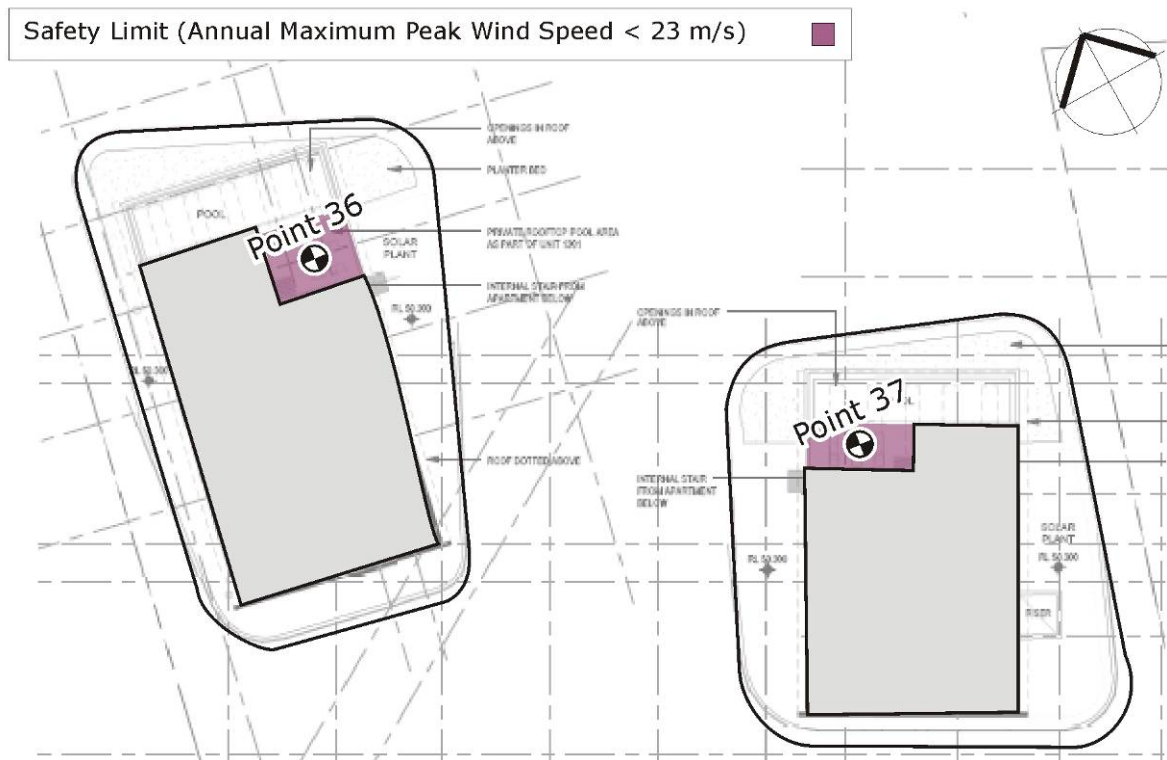 Safety Limit (Annual Maximum Peak Wind Speed < 23 m/s)
OPENINGS IN ROOF
ABOVE
PLANTER BED
POOL
Point 36
PRIVATE ROOFTOP POOL AREA
AS PART OF UNIT 1201
SOLAR
PLANT
INTERNAL STAIR FROM
APARTMENT BELOW
RL 50.300
RL 50.300
ROOF DOTTED ABOVE
OPENINGS IN ROOF
ABOVE
Point 37
INTERNAL STAIR
FROM APARTMENT
BELOW
SOLAR
PLANT
RL 50.300
RL 50.300
RISER